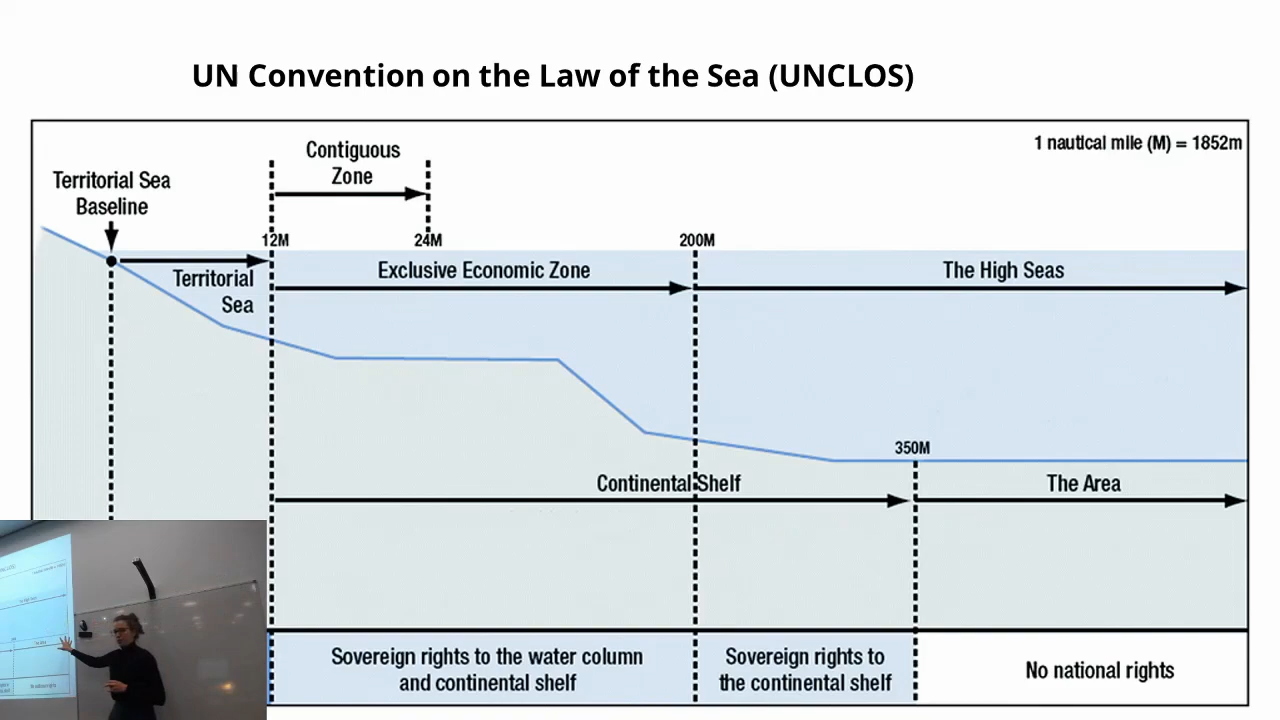 UN Convention on the Law of the Sea (UNCLOS)
1 nautical mile (M) = 1852m
Contiguous
Zone
Territorial Sea
Baseline
12M
24M
200M
Territorial
Sea
Exclusive Economic Zone
The High Seas
350M
Continental Shelf
The Area
Sovereign rights to the water column
and continental shelf
Sovereign rights to
the continental shelf
No national rights